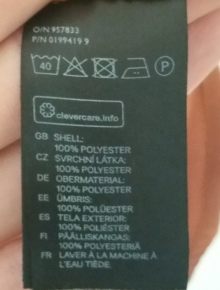 O/N 957833
P/N 0199419 9
40 P
clevercare.info
GB SHELL:
100% POLYESTER
CZ SVRCHNÍ LÁTKA:
100% POLYESTER
DE OBERMATERIAL:
100% POLYESTER
EE ÜMBRIS:
100% POLÜESTER
ES TELA EXTERIOR:
100% POLIÉSTER
FI PÄÄLLISKANGAS:
100% POLYESTERIÄ
FR LAVER À LA MACHINE À
L'EAU TIÈDE.